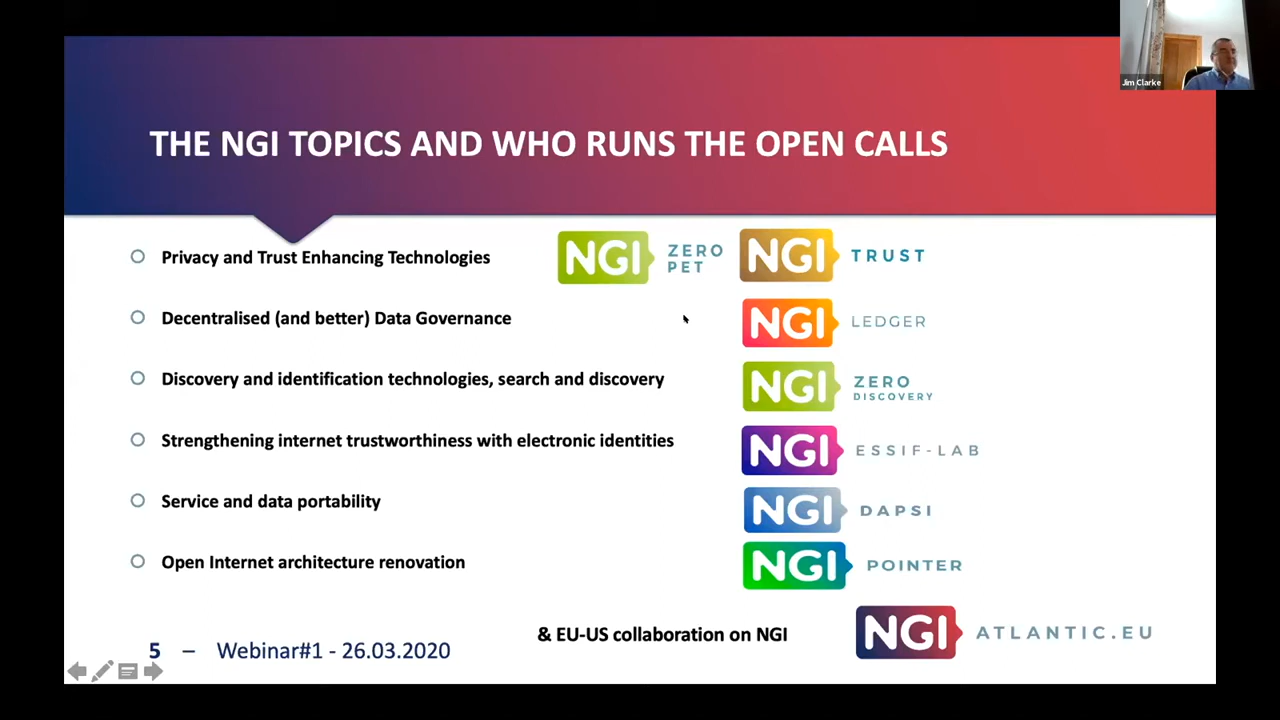 Jim Clarke
THE NGI TOPICS AND WHO RUNS THE OPEN CALLS
Privacy and Trust Enhancing Technologies
NGI ZERO PET
NGI TRUST
Decentralised (and better) Data Governance
NGI LEDGER
Discovery and identification technologies, search and discovery
NGI ZERO DISCOVERY
Strengthening internet trustworthiness with electronic identities
NGI ESSIF-LAB
Service and data portability
NGI DAPSI
Open Internet architecture renovation
NGI POINTER
& EU-US collaboration on NGI
NGI ATLANTIC.EU
5 – Webinar#1 - 26.03.2020